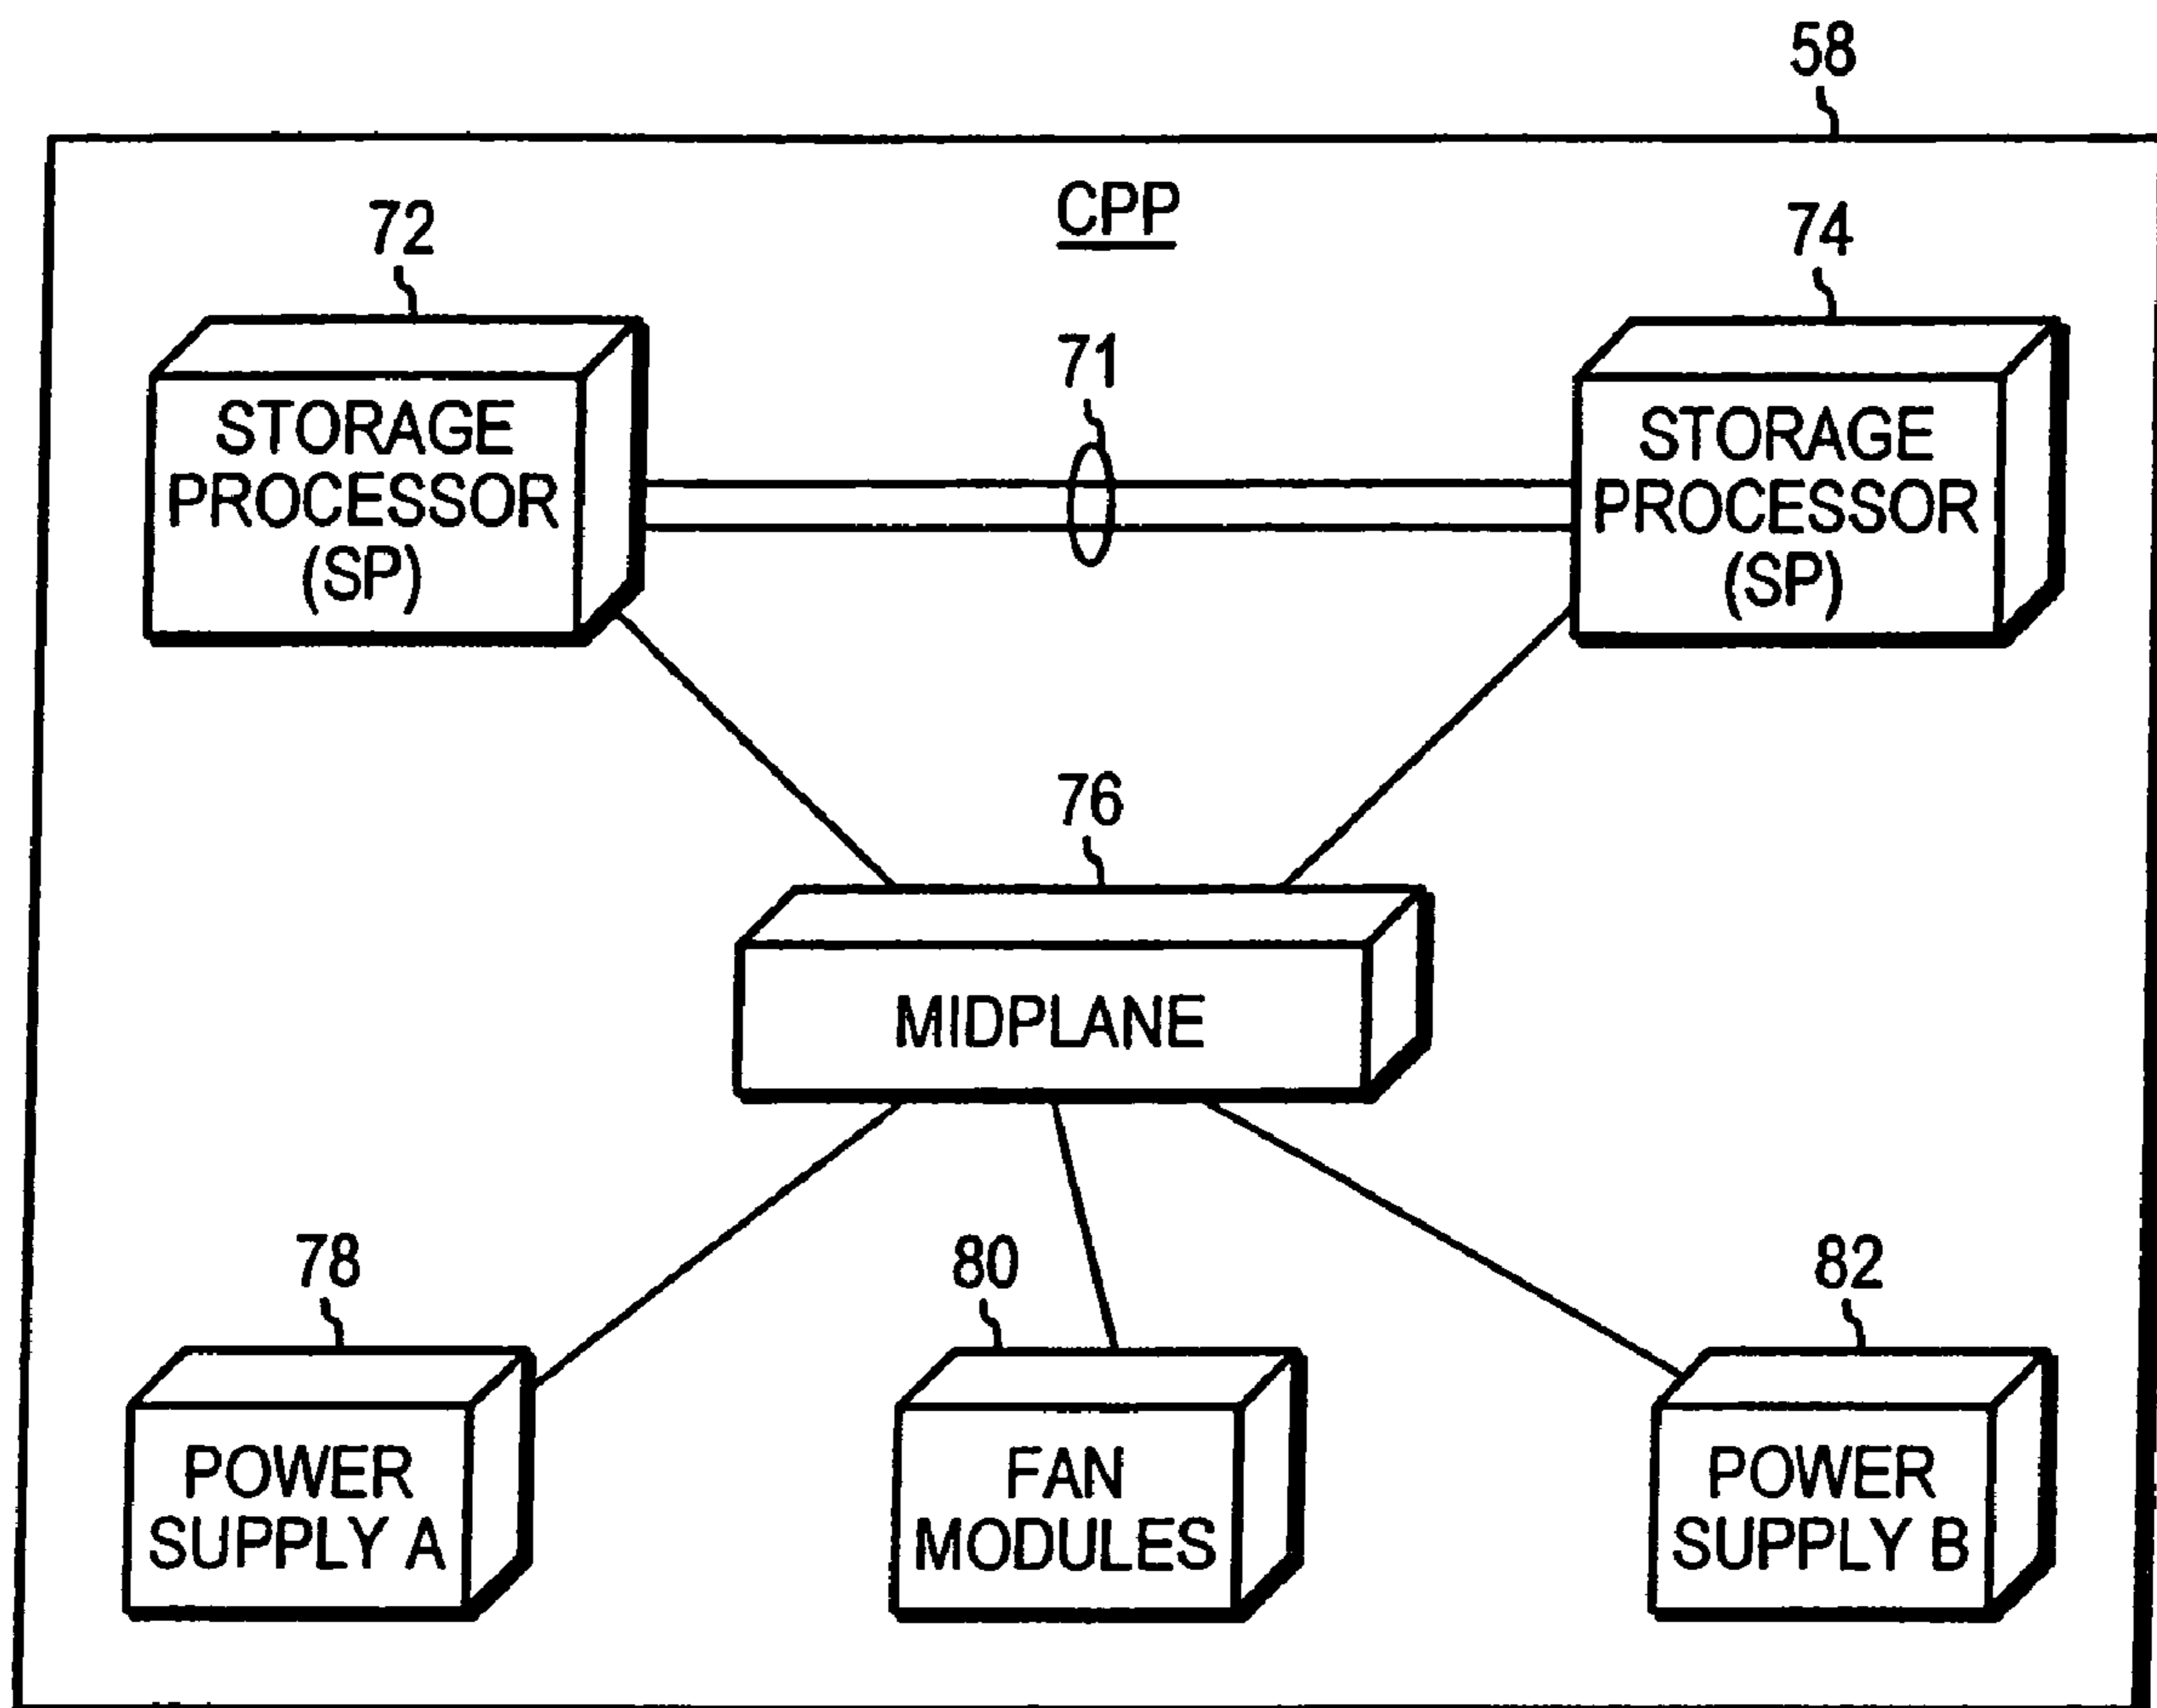 58
CPP
72
74
71
STORAGE
PROCESSOR
(SP)
STORAGE
PROCESSOR
(SP)
76
MIDPLANE
78
80
82
POWER
SUPPLY A
FAN
MODULES
POWER
SUPPLY B